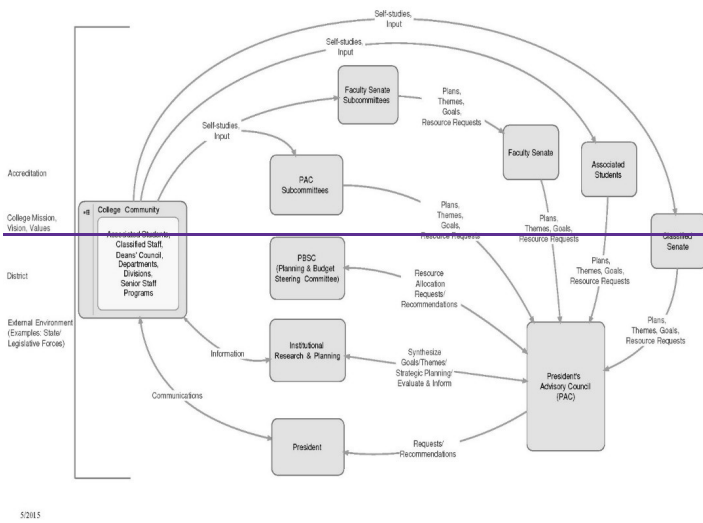 Self-studies,
Input
Self-studies,
Input
Faculty Senate
Subcommittees
Plans,
Themes,
Goals,
Resource Requests
Self-studies,
Input
Faculty Senate
Associated
Students
PAC
Subcommittees
Accreditation
College Mission,
Vision, Values
District
External Environment
(Examples: State/
Legislative Forces)
College Community
Associated Students,
Classified Staff,
Deans' Council,
Departments,
Divisions,
Senior Staff
Programs
Plans,
Themes,
Goals,
Resource Requests
Plans,
Themes, Goals,
Resource Requests
Classified
Senate
PBSC
(Planning & Budget
Steering Committee)
Resource
Allocation
Requests/
Recommendations
Plans,
Themes, Goals,
Resource Requests
Plans,
Themes, Goals,
Resource Requests
Information
Institutional
Research & Planning
Synthesize
Goals/Themes/
Strategic Planning/
Evaluate & Inform
President's
Advisory Council
(PAC)
Communications
President
Requests/
Recommendations
5/2015